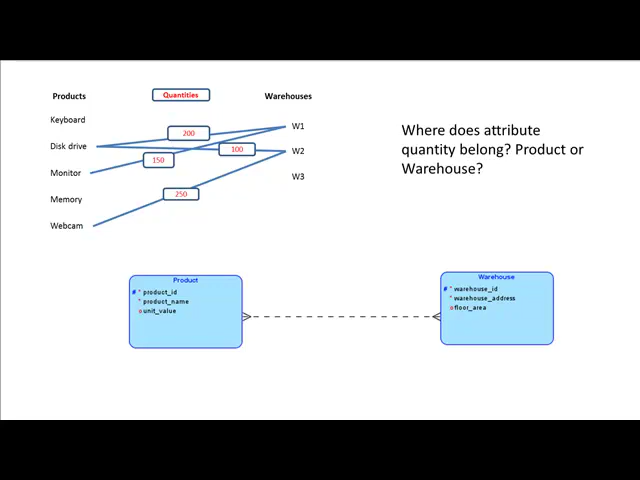 Products
Quantities
Warehouses
Keyboard
200
W1
Disk drive
100
W2
150
Monitor
W3
250
Memory
Webcam
Where does attribute
quantity belong? Product or
Warehouse?
Product
# * product_id
* product_name
o unit_value
Warehouse
# * warehouse_id
* warehouse_address
o floor_area